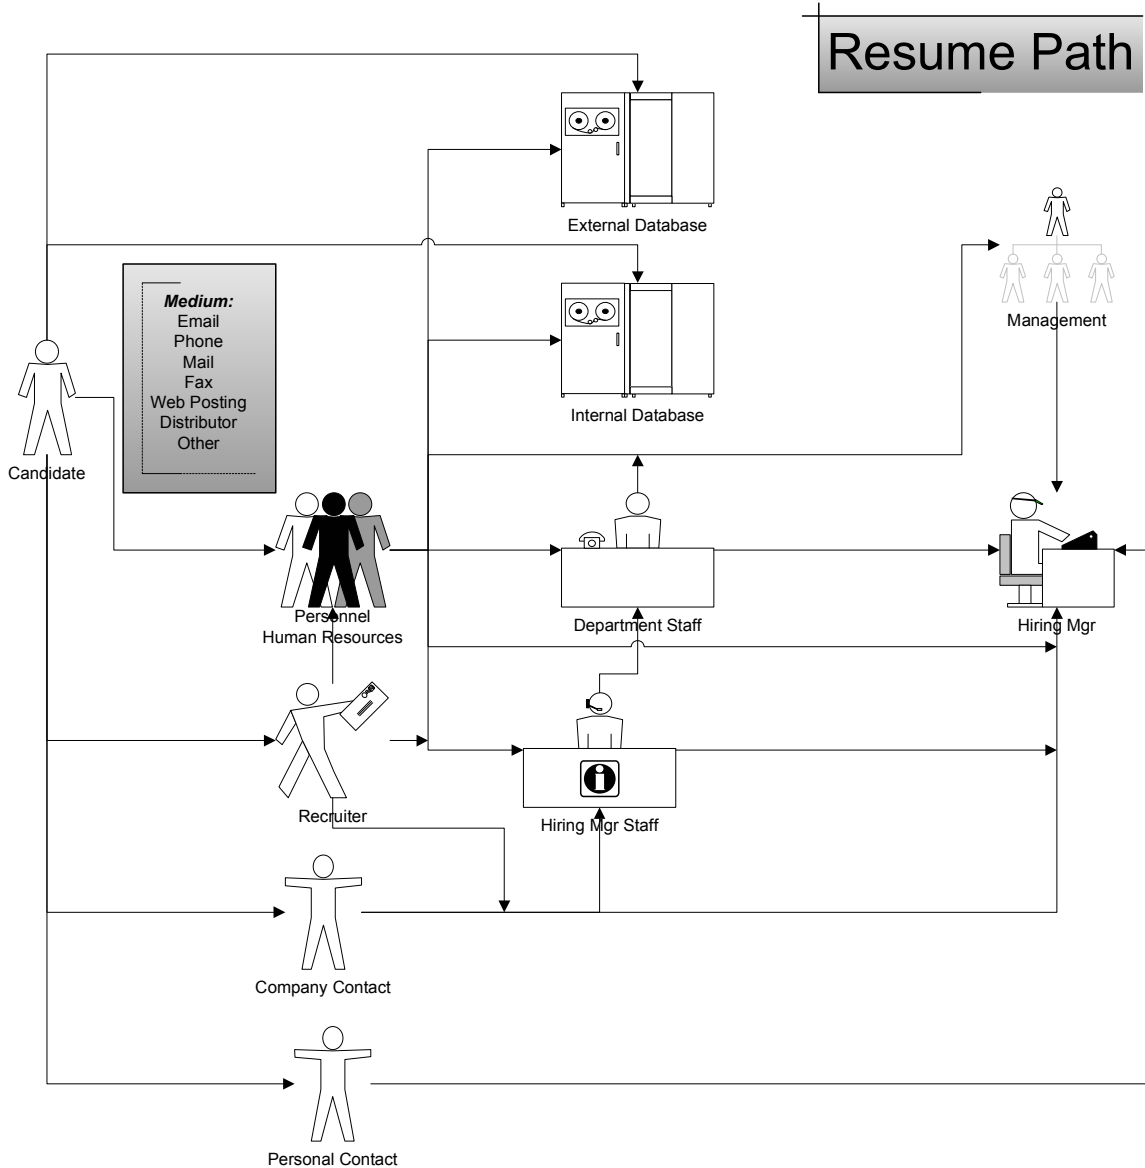 Resume Path
External Database
Medium:
Email
Phone
Mail
Fax
Web Posting
Distributor
Other
Management
Internal Database
Candidate
Personnel
Human Resources
Department Staff
Hiring Mgr
Recruiter
Hiring Mgr Staff
Company Contact
Personal Contact